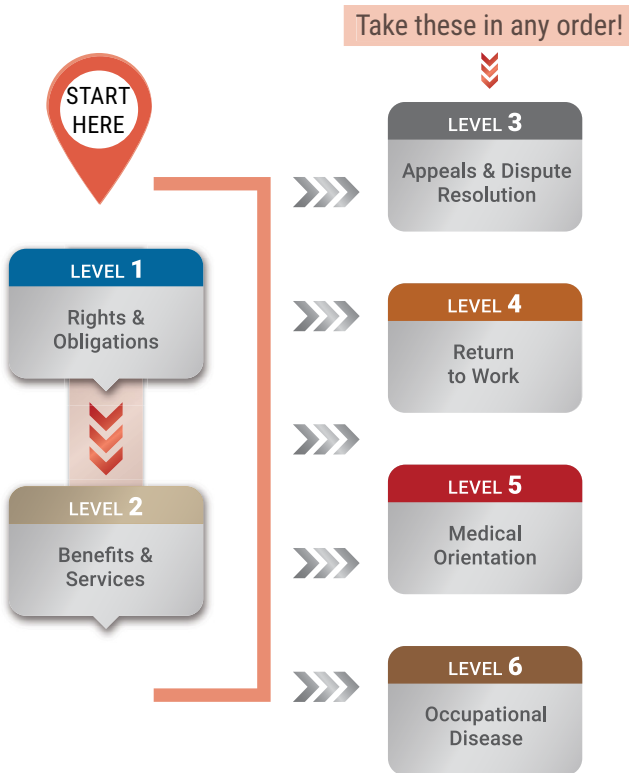 START
HERE
LEVEL 1
Rights &
Obligations
LEVEL 2
Benefits &
Services
Take these in any order!
LEVEL 3
Appeals & Dispute
Resolution
LEVEL 4
Return
to Work
LEVEL 5
Medical
Orientation
LEVEL 6
Occupational
Disease